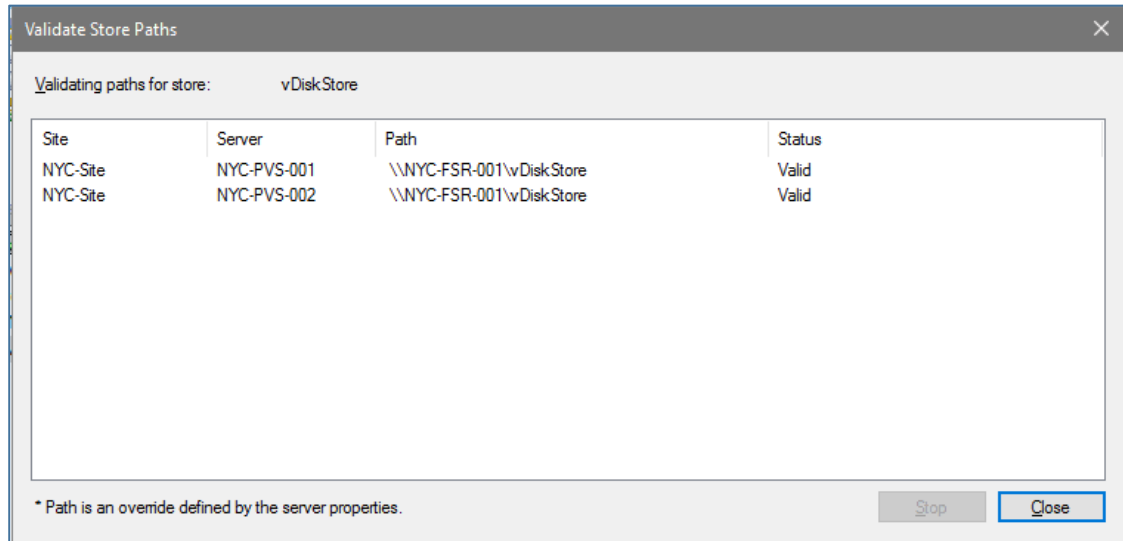 Validate Store Paths
Validating paths for store: vDiskStore
Site Server Path Status
NYC-Site NYC-PVS-001 \\NYC-FSR-001\vDiskStore Valid
NYC-Site NYC-PVS-002 \\NYC-FSR-001\vDiskStore Valid
* Path is an override defined by the server properties. Stop Close